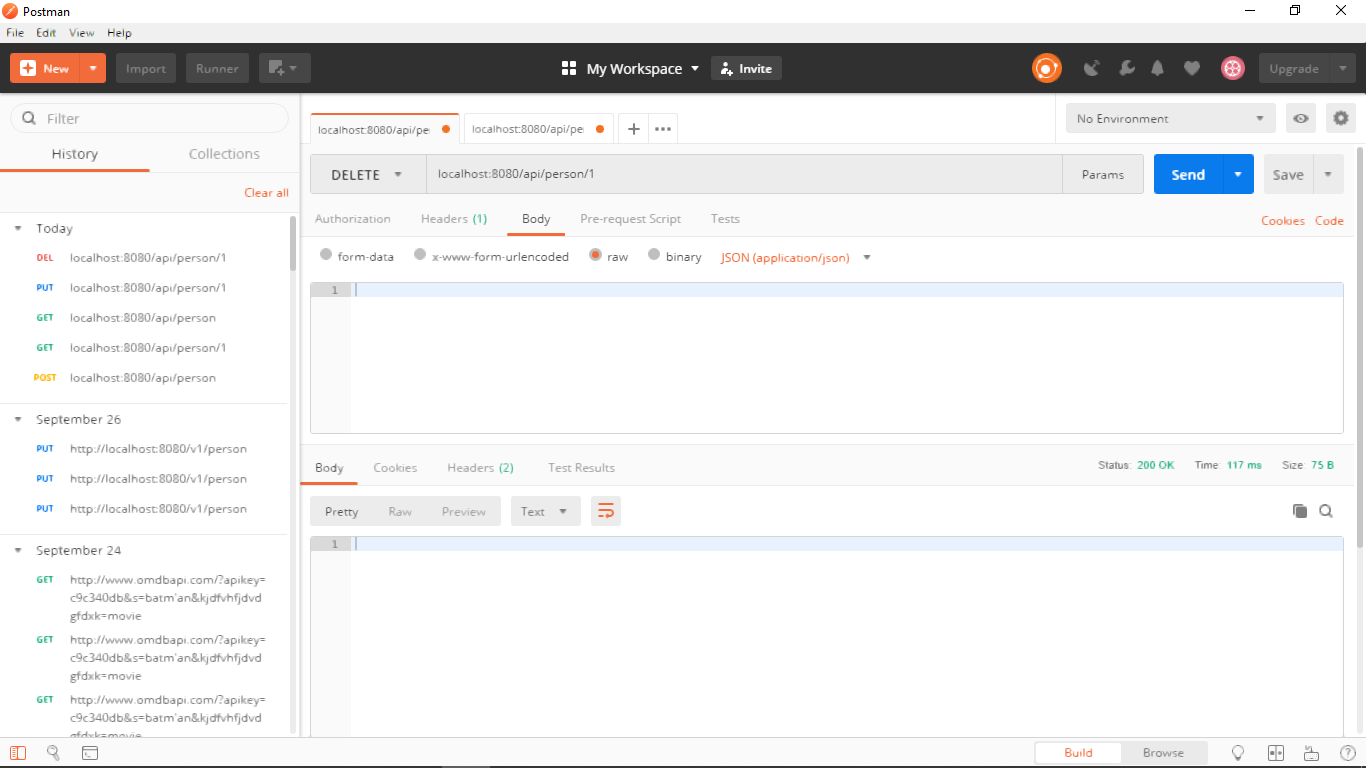 Postman
File Edit View Help
New Import Runner My Workspace Invite Upgrade
Filter
History Collections
Clear all
Today
DEL localhost:8080/api/person/1
PUT localhost:8080/api/person/1
GET localhost:8080/api/person
GET localhost:8080/api/person/1
POST localhost:8080/api/person
September 26
PUT http://localhost:8080/v1/person
PUT http://localhost:8080/v1/person
PUT http://localhost:8080/v1/person
September 24
GET http://www.omdbapi.com/?apikey=
c9c340db&s=batm'an&kjdfvhfjdvd
gfdxk=movie
GET http://www.omdbapi.com/?apikey=
c9c340db&s=batm'an&kjdfvhfjdvd
gfdxk=movie
GET http://www.omdbapi.com/?apikey=
c9c340db&s=batm'an&kjdfvhfjdvd
gfdxk=movie
localhost:8080/api/pe localhost:8080/api/pe + ••• No Environment
DELETE localhost:8080/api/person/1 Params Send Save
Authorization Headers (1) Body Pre-request Script Tests Cookies Code
form-data x-www-form-urlencoded raw binary JSON (application/json)
1
Body Cookies Headers (2) Test Results Status: 200 OK Time: 117 ms Size: 75 B
Pretty Raw Preview Text
1
Build Browse